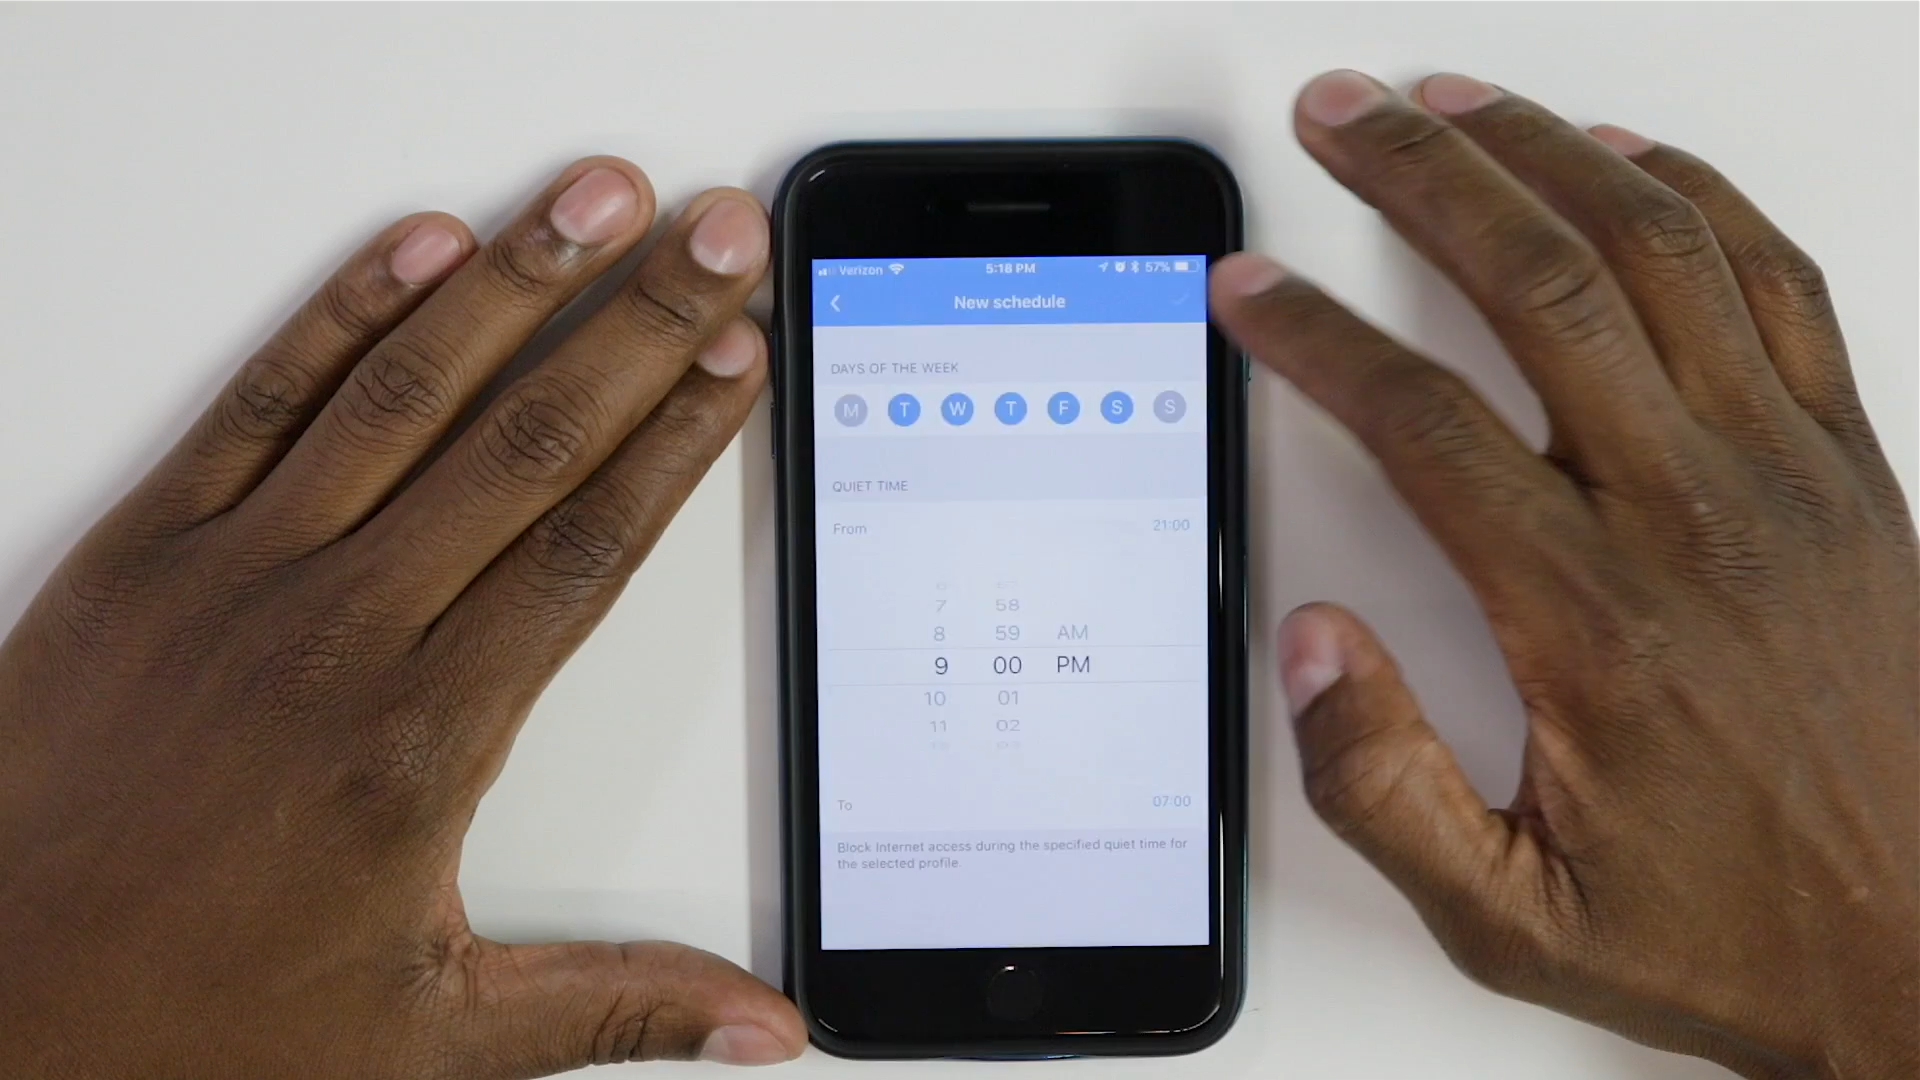 Verizon 5:18 PM 57%
New schedule
DAYS OF THE WEEK
M T W T F S S
QUIET TIME
From 21:00
6
7 58
8 59 AM
9 00 PM
10 01
11 02
To 07:00
Block Internet access during the specified quiet time for
the selected profile.